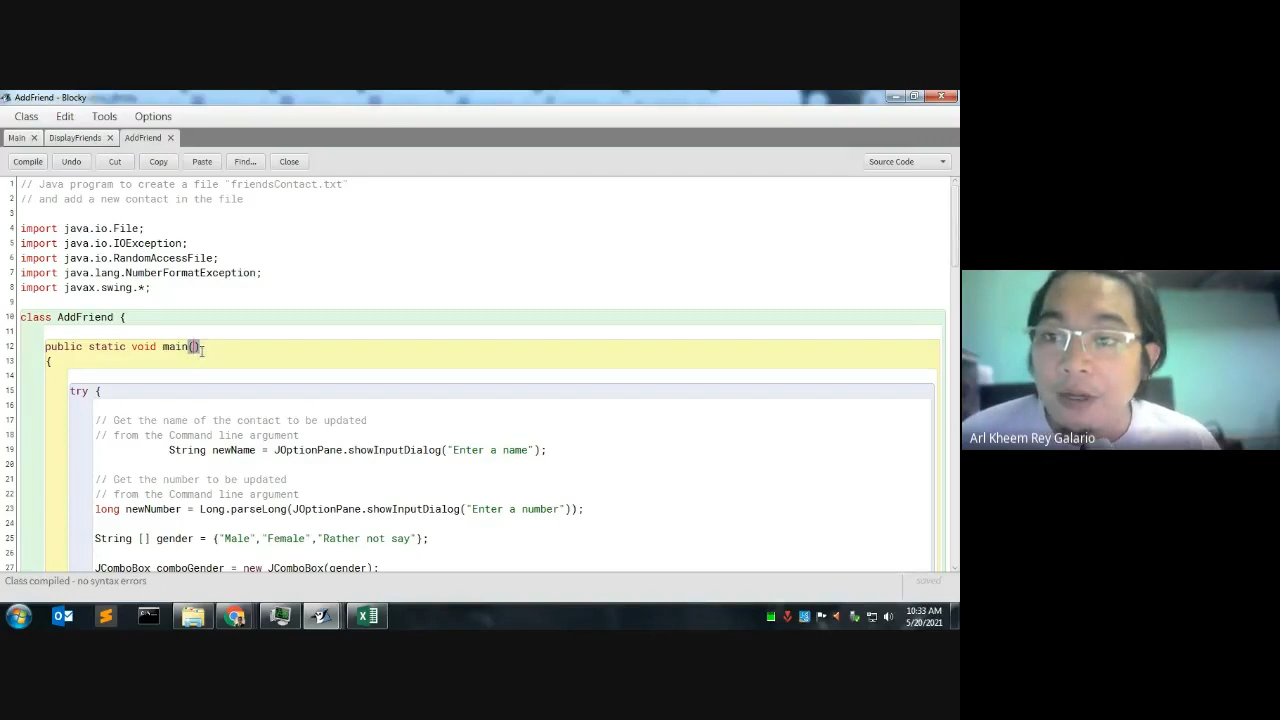 AddFriend - Blocky
Class Edit Tools Options
Main DisplayFriends AddFriend
Compile Undo Cut Copy Paste Find... Close Source Code
1 // Java program to create a file "friendsContact.txt"
2 // and add a new contact in the file
3
4 import java.io.File;
5 import java.io.IOException;
6 import java.io.RandomAccessFile;
7 import java.lang.NumberFormatException;
8 import javax.swing.*;
9
10 class AddFriend {
11
12 public static void main()
13 {
14
15 try {
16
17 // Get the name of the contact to be updated
18 // from the Command line argument
19 String newName = JOptionPane.showInputDialog("Enter a name");
20
21 // Get the number to be updated
22 // from the Command line argument
23 long newNumber = Long.parseLong(JOptionPane.showInputDialog("Enter a number"));
24
25 String [] gender = {"Male","Female","Rather not say"};
26
27 JComboBox comboGender = new JComboBox(gender);
Class compiled - no syntax errors
saved
10:33 AM
5/20/2021
Arl Kheem Rey Galario